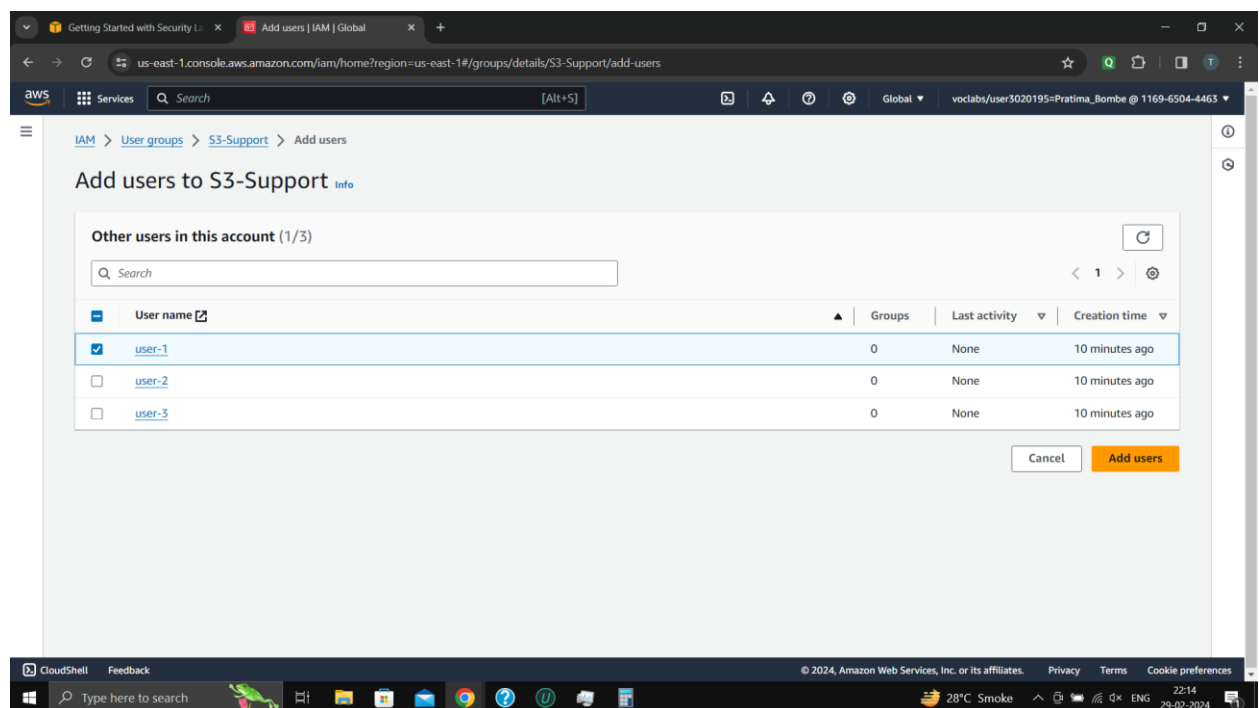 Getting Started with Security La
Add users | IAM | Global
us-east-1.console.aws.amazon.com/iam/home?region=us-east-1#/groups/details/S3-Support/add-users
Q
T
aws
Services
Search
[Alt+S]
Global
voclabs/user3020195=Pratima_Bombe @ 1169-6504-4463
IAM > User groups > S3-Support > Add users
Add users to S3-Support Info
Other users in this account (1/3)
Search
1
User name Groups Last activity Creation time
user-1 0 None 10 minutes ago
user-2 0 None 10 minutes ago
user-3 0 None 10 minutes ago
Cancel Add users
CloudShell Feedback © 2024, Amazon Web Services, Inc. or its affiliates. Privacy Terms Cookie preferences
Type here to search
28°C Smoke
ENG
22:14
29-02-2024
1